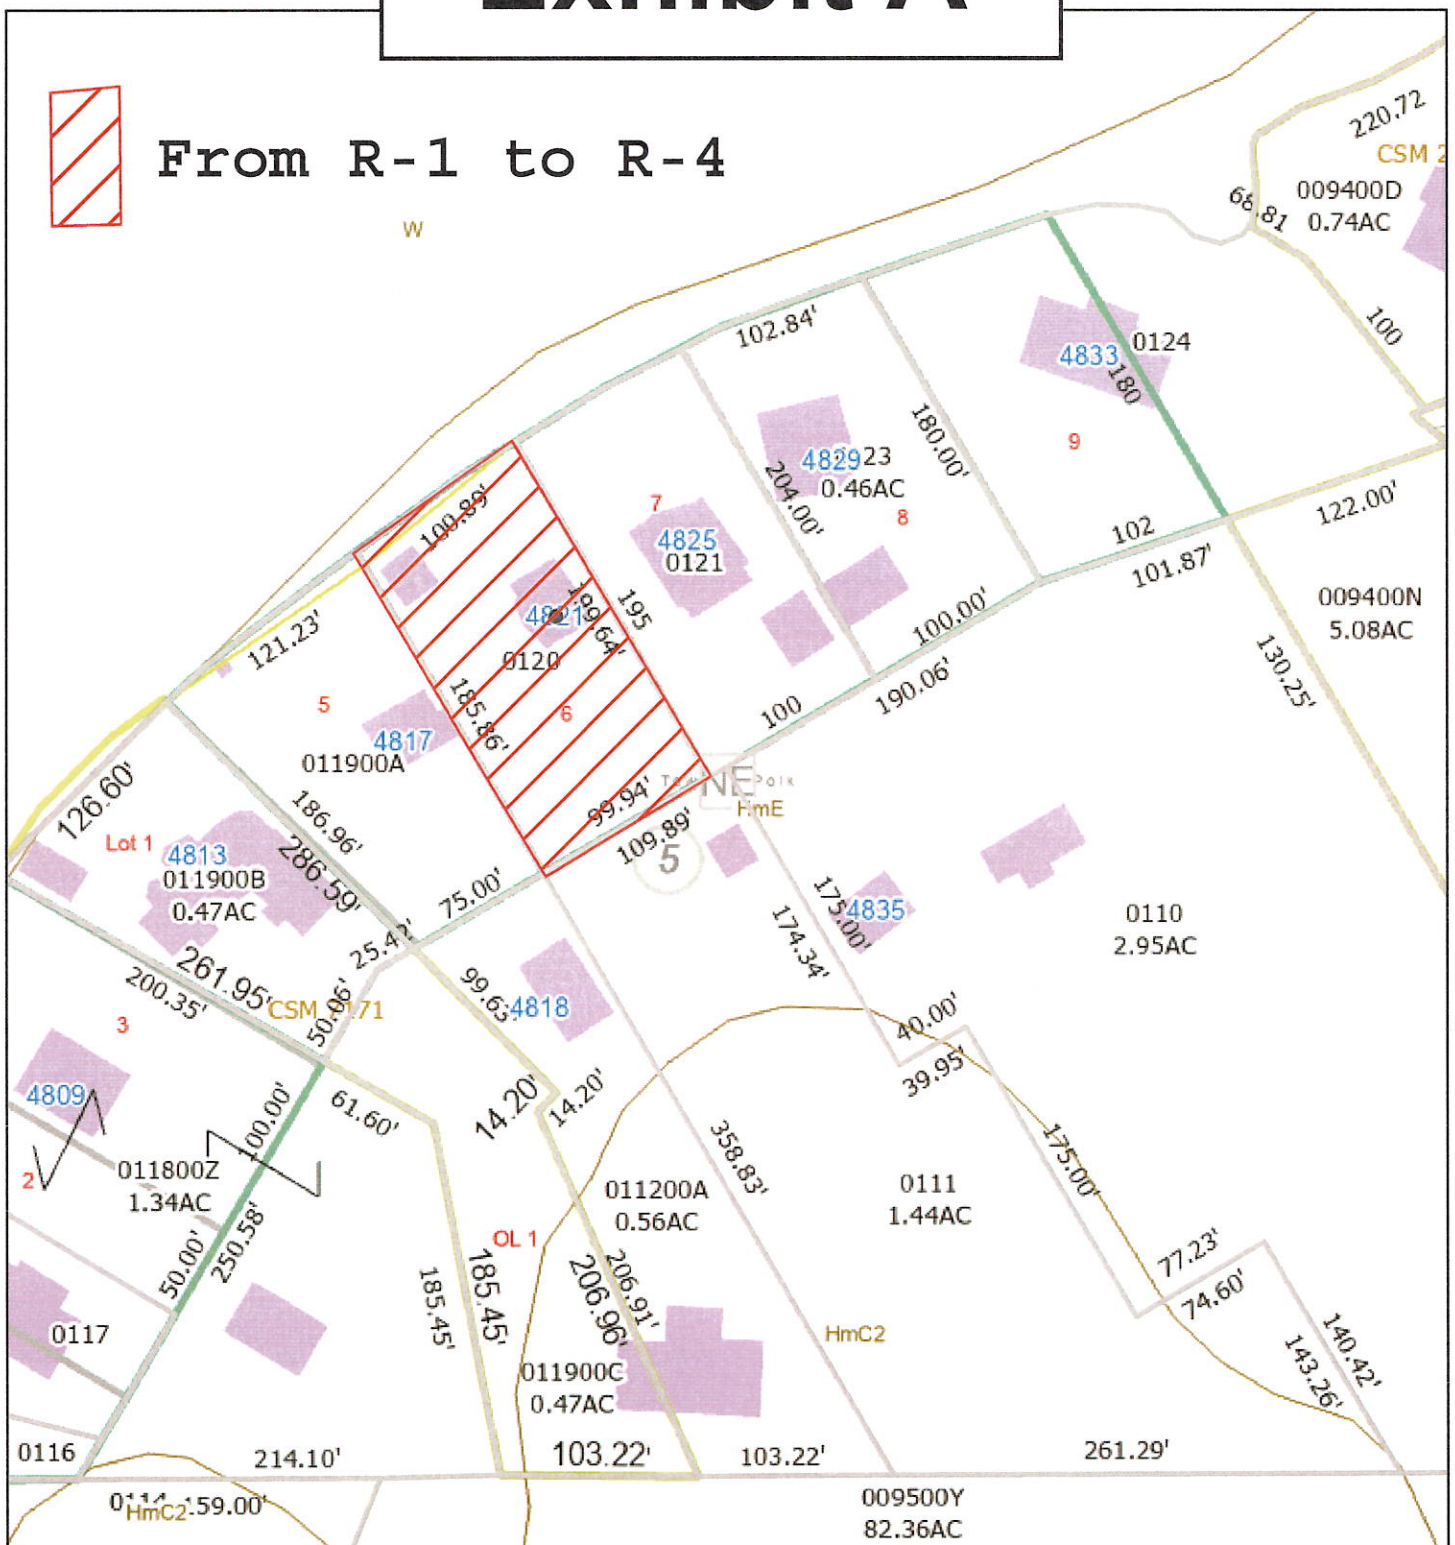 Exhibit A
From R-1 to R-4
W
220.72
CSM 2
009400D
0.74AC
68.81
100
102.84'
4833
0124
180
9
180.00'
4829
23
0.46AC
204.00'
8
7
4825
0121
195
102
101.87'
122.00'
100.89'
4821
199.64'
0120
6
185.86'
100.00'
190.06'
100
009400N
5.08AC
130.25'
121.23'
5
4817
011900A
99.94'
109.89'
NE
Polk
HmE
5
126.60'
186.96'
286.59'
Lot 1
4813
011900B
0.47AC
75.00'
25.42'
261.95'
200.35'
CSM 7171
50.06'
99.63'
4818
174.34'
175.00'
4835
0110
2.95AC
40.00'
39.95'
3
4809
2
100.00'
61.60'
14.20'
14.20'
011800Z
1.34AC
50.00'
250.58'
OL 1
011200A
0.56AC
358.83'
0111
1.44AC
175.00'
77.23'
74.60'
140.42'
143.26'
185.45'
185.45'
206.96'
206.91'
HmC2
0117
011900C
0.47AC
0116
214.10'
103.22'
103.22'
261.29'
HmC2
159.00'
009500Y
82.36AC